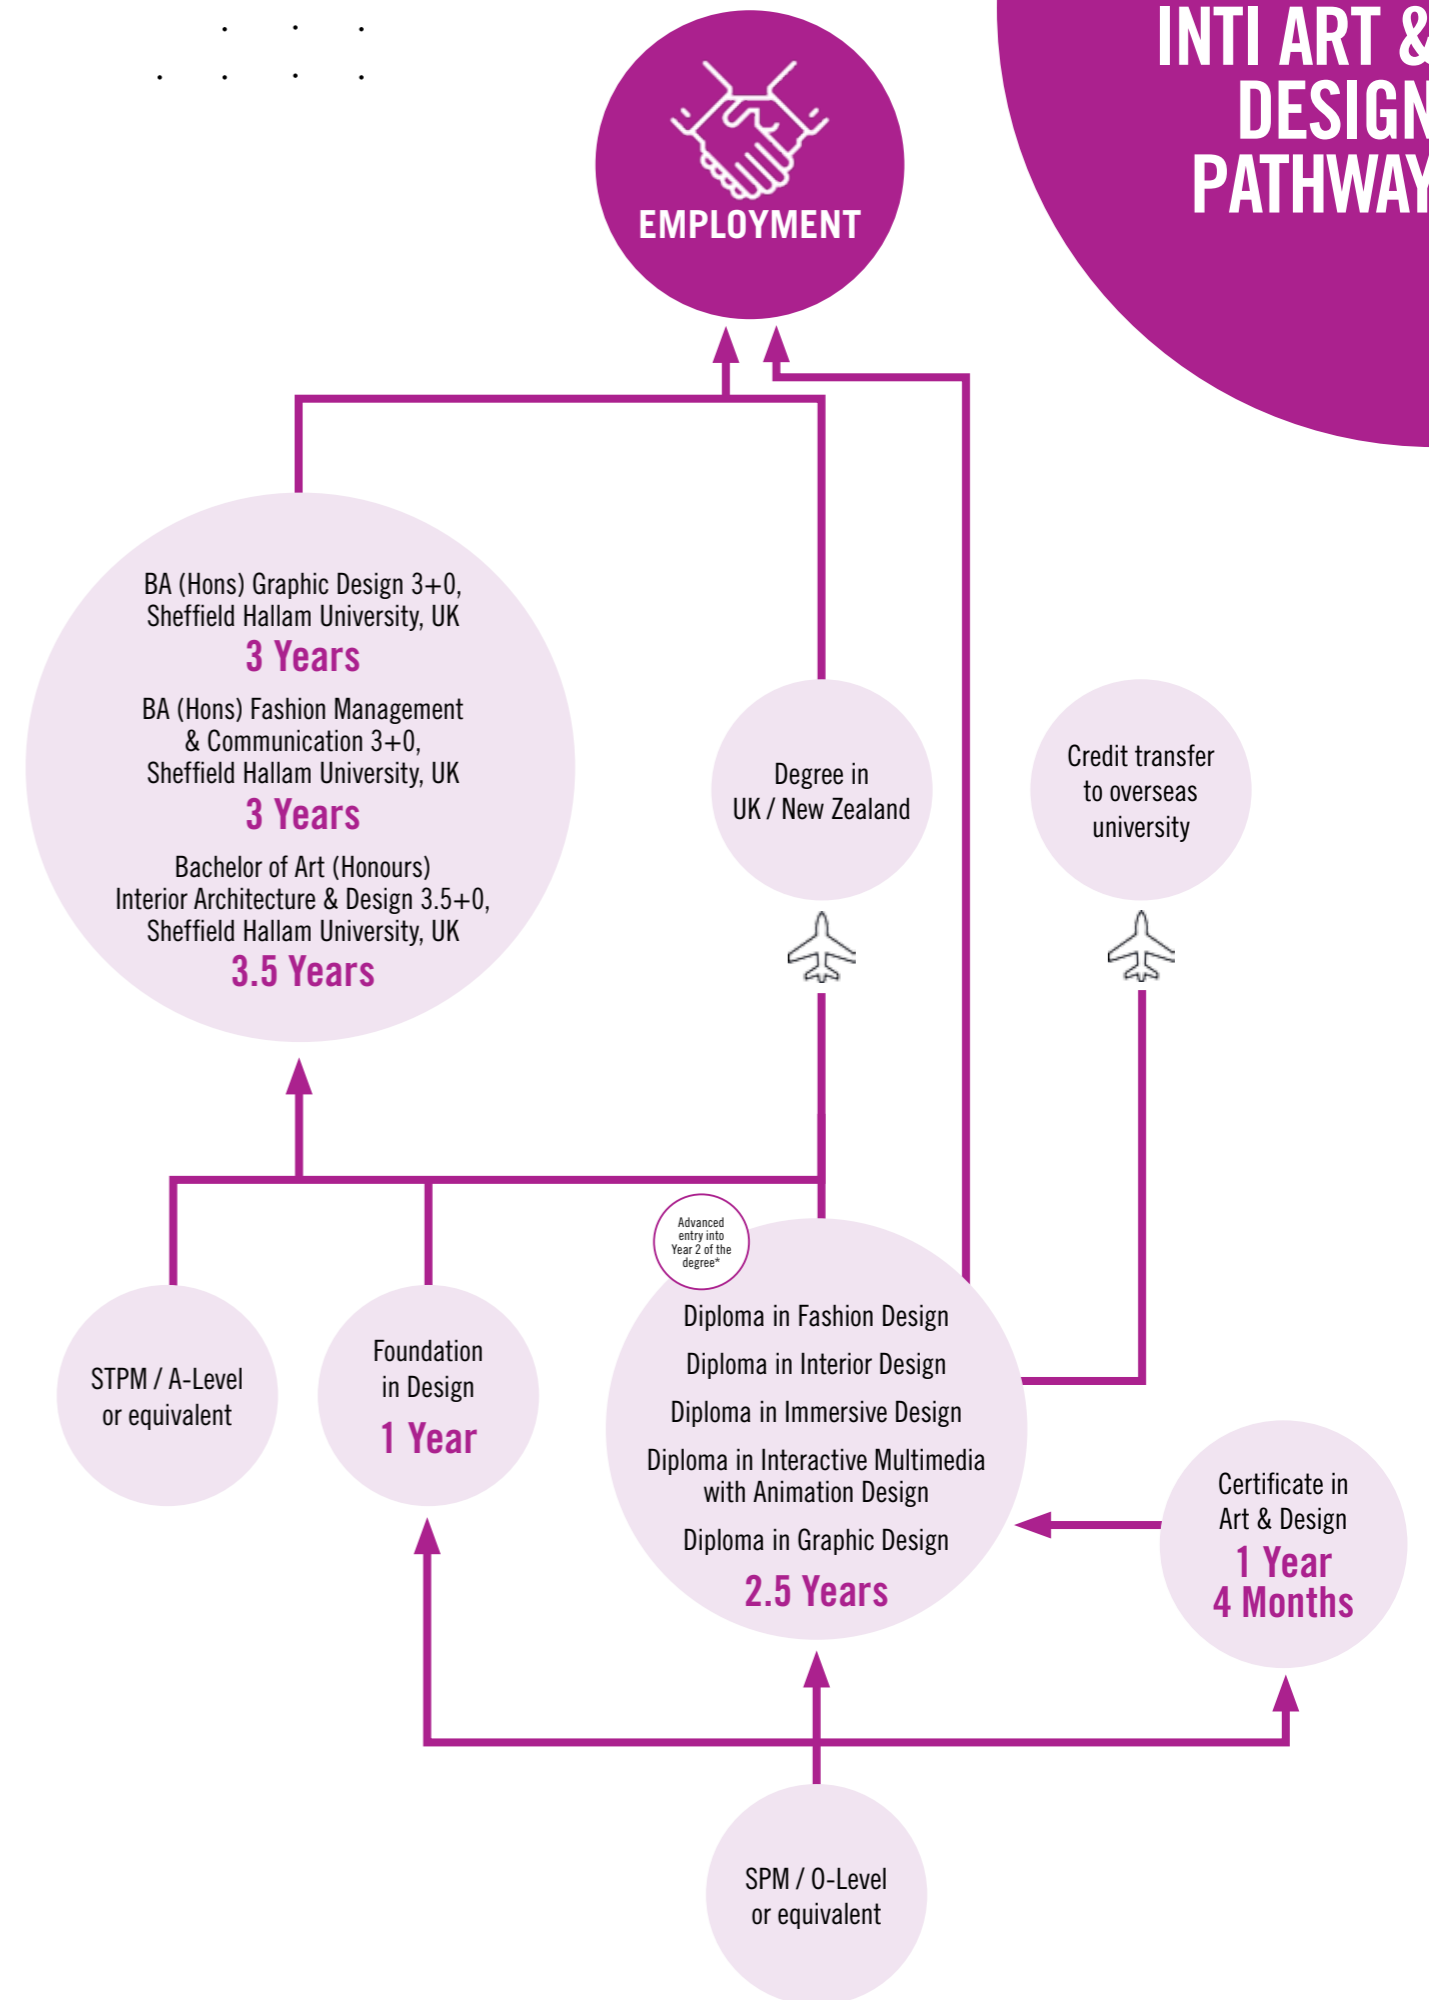 INTI ART &
DESIGN
PATHWAY
EMPLOYMENT
BA (Hons) Graphic Design 3+0,
Sheffield Hallam University, UK
3 Years
BA (Hons) Fashion Management
& Communication 3+0,
Sheffield Hallam University, UK
3 Years
Bachelor of Art (Honours)
Interior Architecture & Design 3.5+0,
Sheffield Hallam University, UK
3.5 Years
Degree in
UK / New Zealand
Credit transfer
to overseas
university
Advanced
entry into
Year 2 of the
degree*
STPM / A-Level
or equivalent
Foundation
in Design
1 Year
Diploma in Fashion Design
Diploma in Interior Design
Diploma in Immersive Design
Diploma in Interactive Multimedia
with Animation Design
Diploma in Graphic Design
2.5 Years
Certificate in
Art & Design
1 Year
4 Months
SPM / O-Level
or equivalent